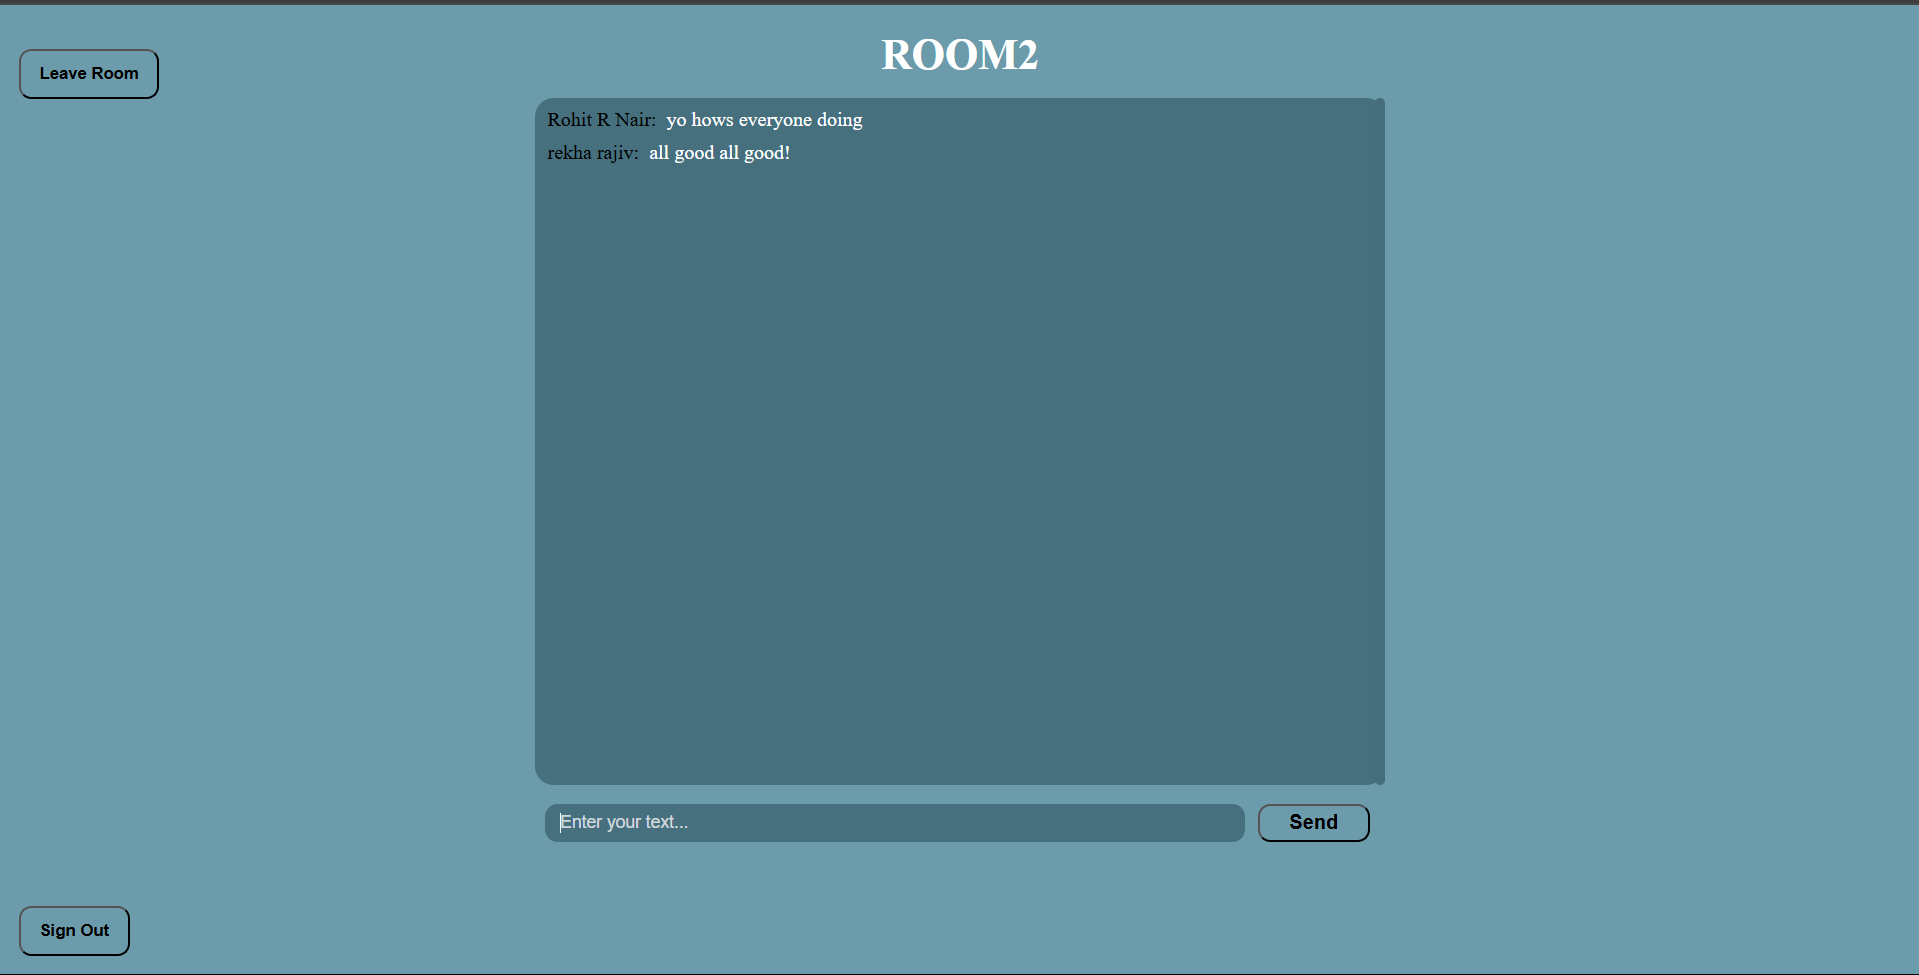 ROOM2
Leave Room
Rohit R Nair: yo hows everyone doing
rekha rajiv: all good all good!
Enter your text...
Send
Sign Out